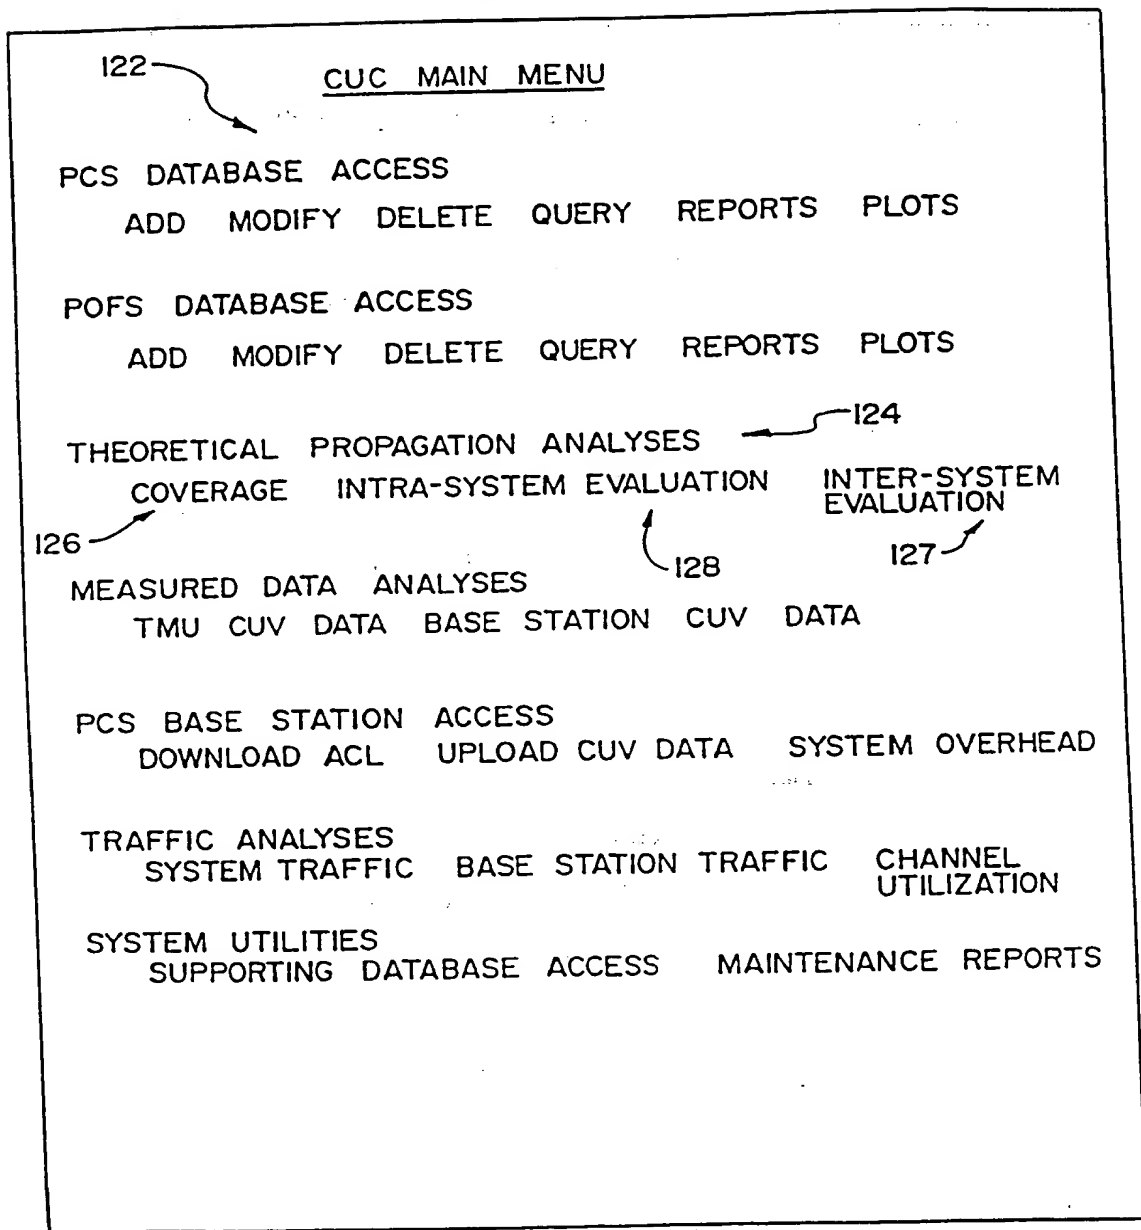 122
CUC MAIN MENU
PCS DATABASE ACCESS
ADD MODIFY DELETE QUERY REPORTS PLOTS
POFS DATABASE ACCESS
ADD MODIFY DELETE QUERY REPORTS PLOTS
124
THEORETICAL PROPAGATION ANALYSES
COVERAGE INTRA-SYSTEM EVALUATION INTER-SYSTEM
EVALUATION
126 128 127
MEASURED DATA ANALYSES
TMU CUV DATA BASE STATION CUV DATA
PCS BASE STATION ACCESS
DOWNLOAD ACL UPLOAD CUV DATA SYSTEM OVERHEAD
TRAFFIC ANALYSES
SYSTEM TRAFFIC BASE STATION TRAFFIC CHANNEL
UTILIZATION
SYSTEM UTILITIES
SUPPORTING DATABASE ACCESS MAINTENANCE REPORTS